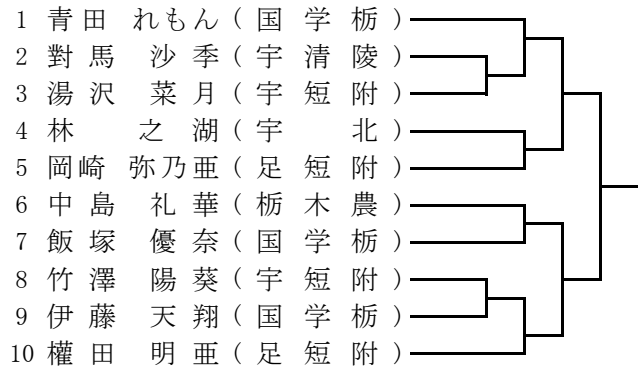 1 青田 れもん(国学栃)
2 對馬 沙季(宇清陵)
3 湯沢 菜月(宇短附)
4 林 之湖(宇北)
5 岡崎 弥乃亜(足短附)
6 中島 礼華(栃木農)
7 飯塚 優奈(国学栃)
8 竹澤 陽葵(宇短附)
9 伊藤 天翔(国学栃)
10 權田 明亜(足短附)